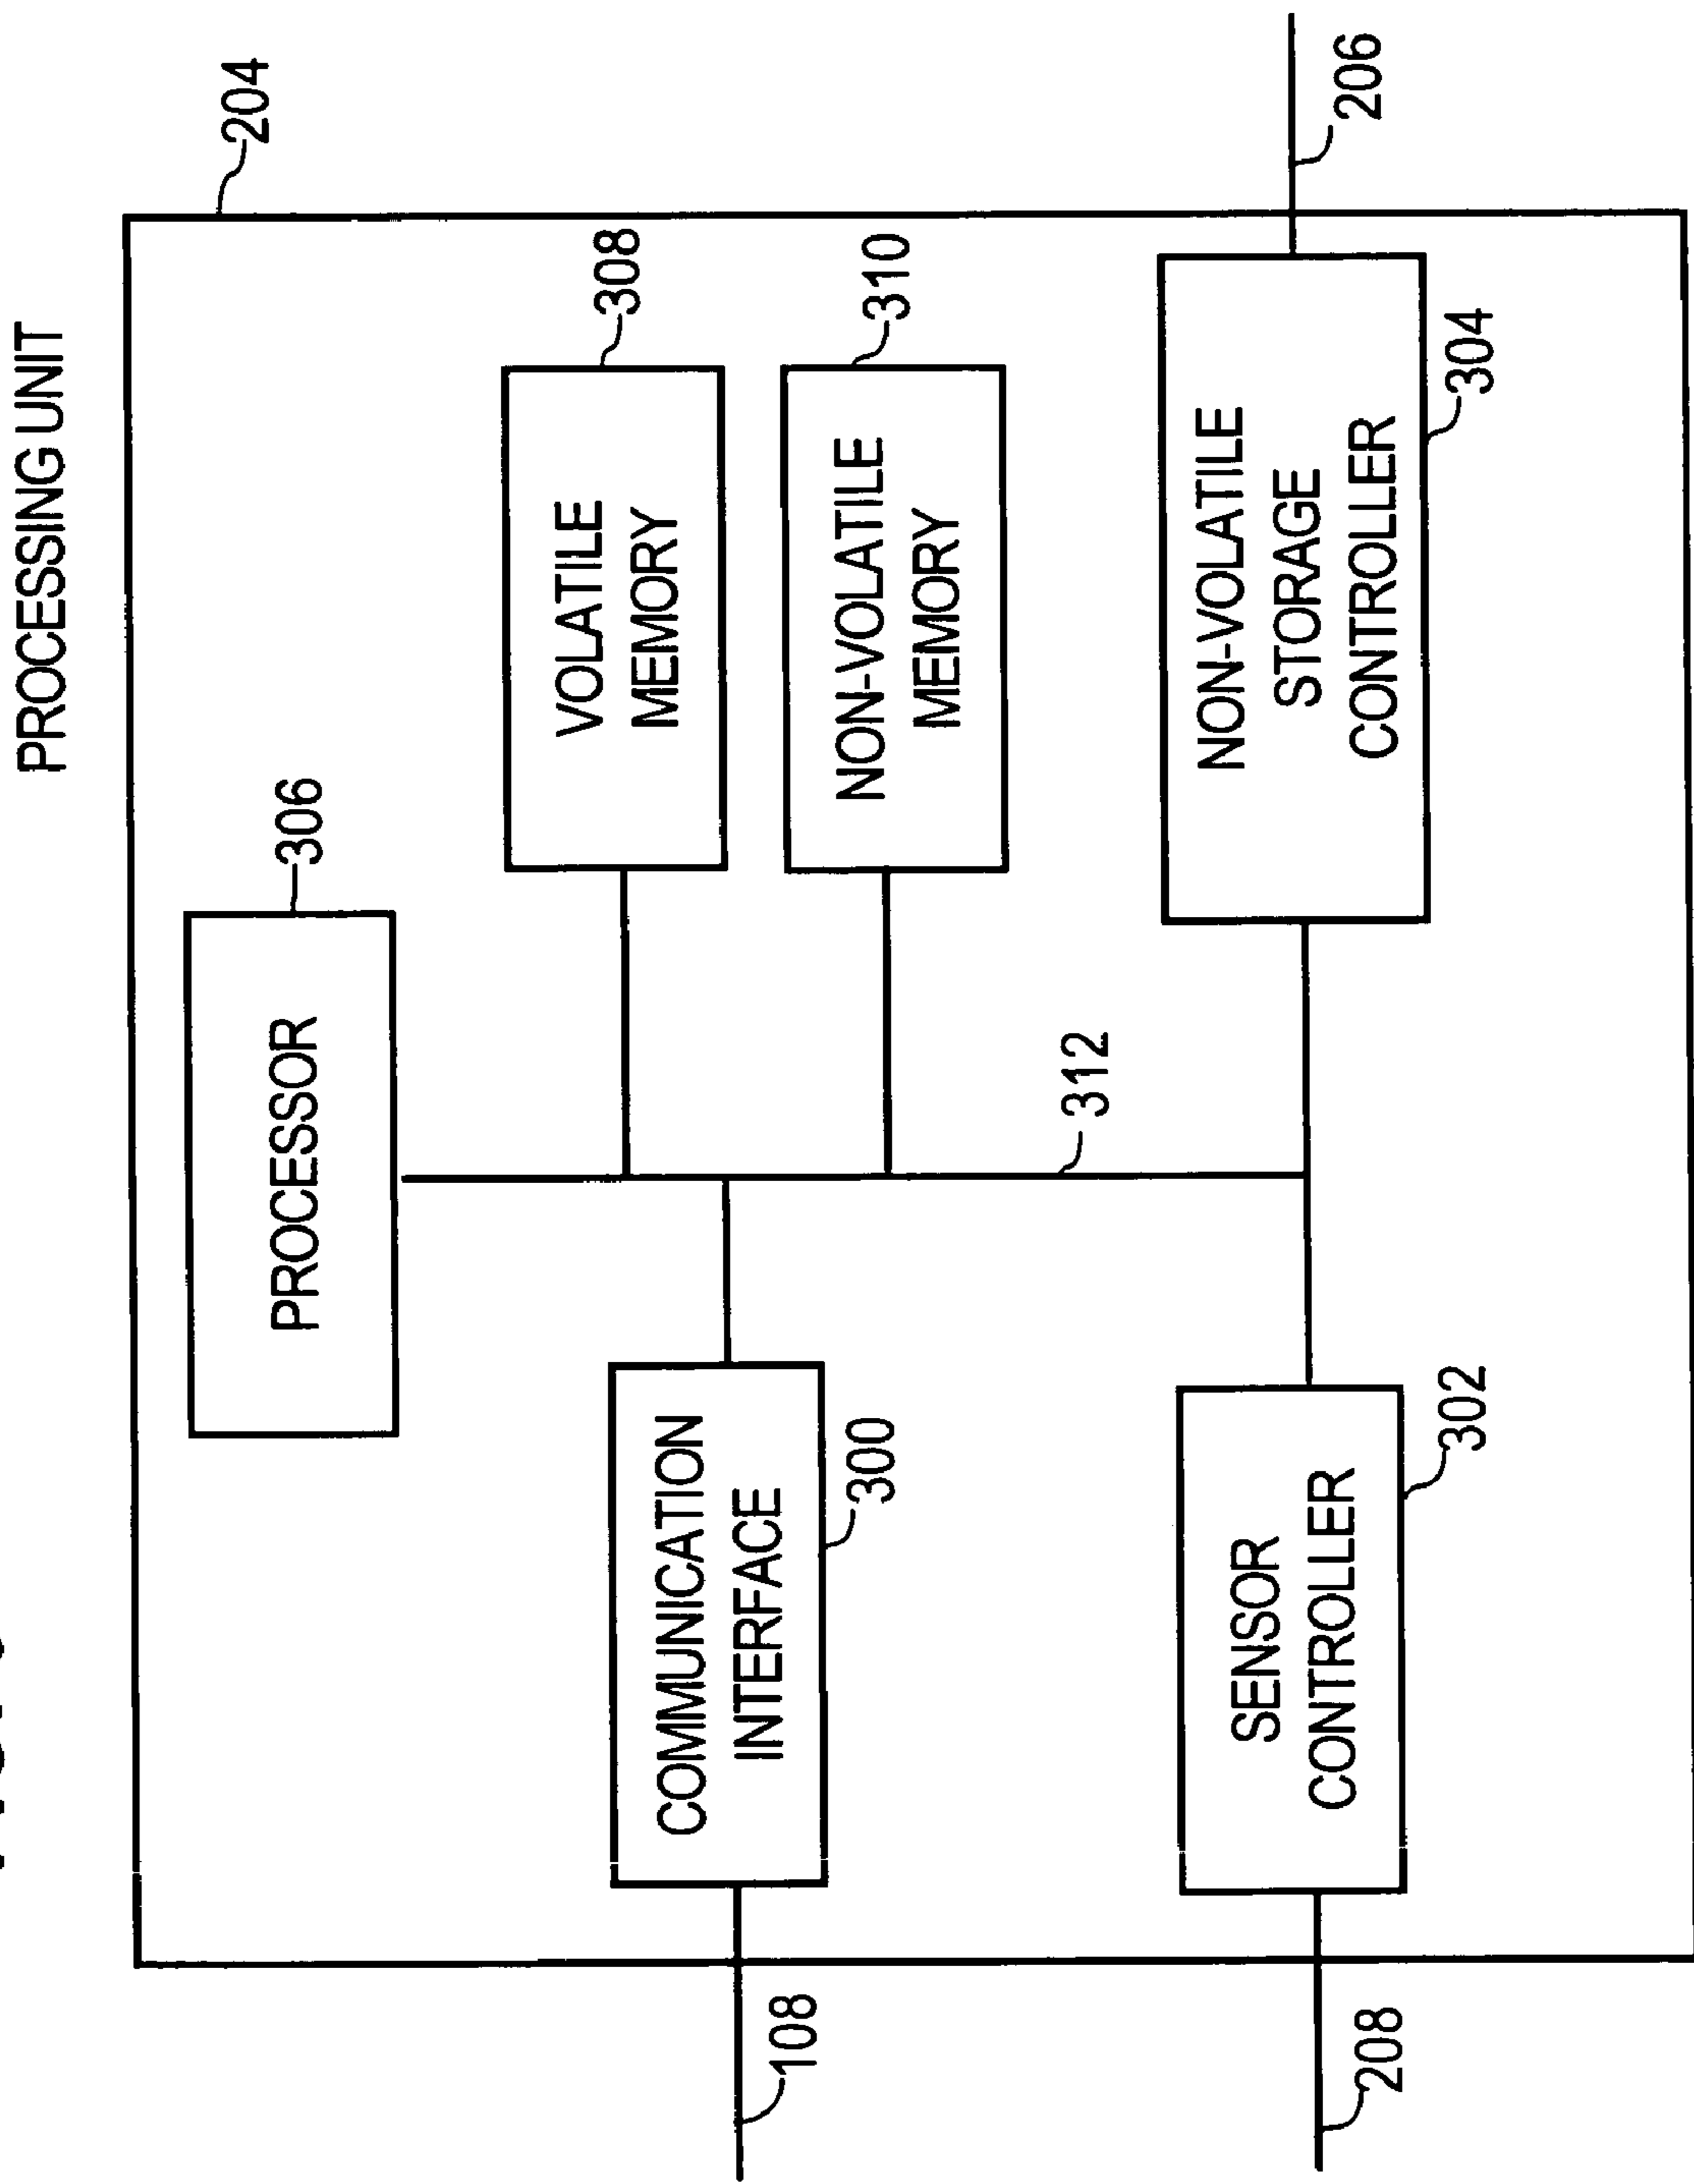 PROCESSING UNIT
204
PROCESSOR
306
VOLATILE
MEMORY
308
COMMUNICATION
INTERFACE
108
300
NON-VOLATILE
MEMORY
310
312
SENSOR
CONTROLLER
208
302
NON-VOLATILE
STORAGE
CONTROLLER
206
304